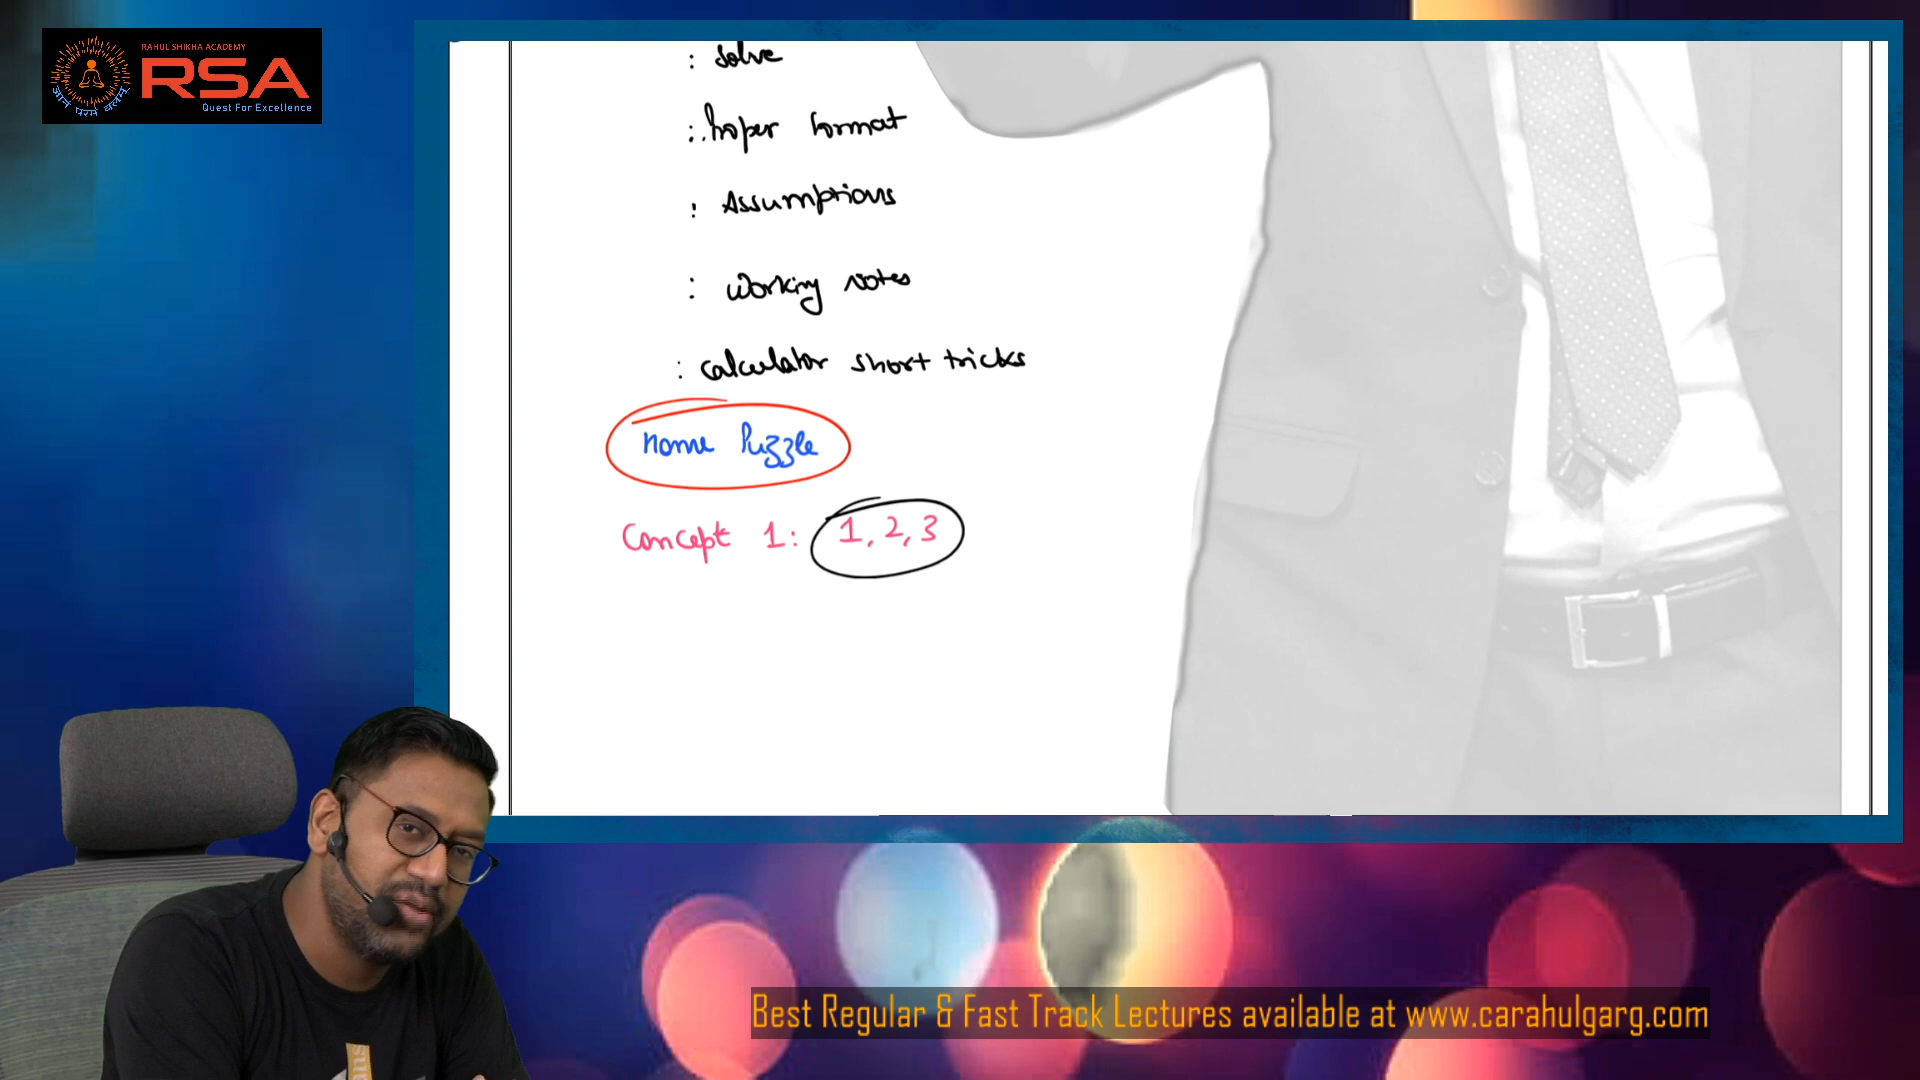 RAHUL SHIKHA ACADEMY
RSA
Quest For Excellence
: Solve
: Proper format
: Assumptions
: Working notes
: Calculator short tricks
Home Puzzle
Concept 1: 1, 2, 3
Best Regular & Fast Track Lectures available at www.carahulgarg.com